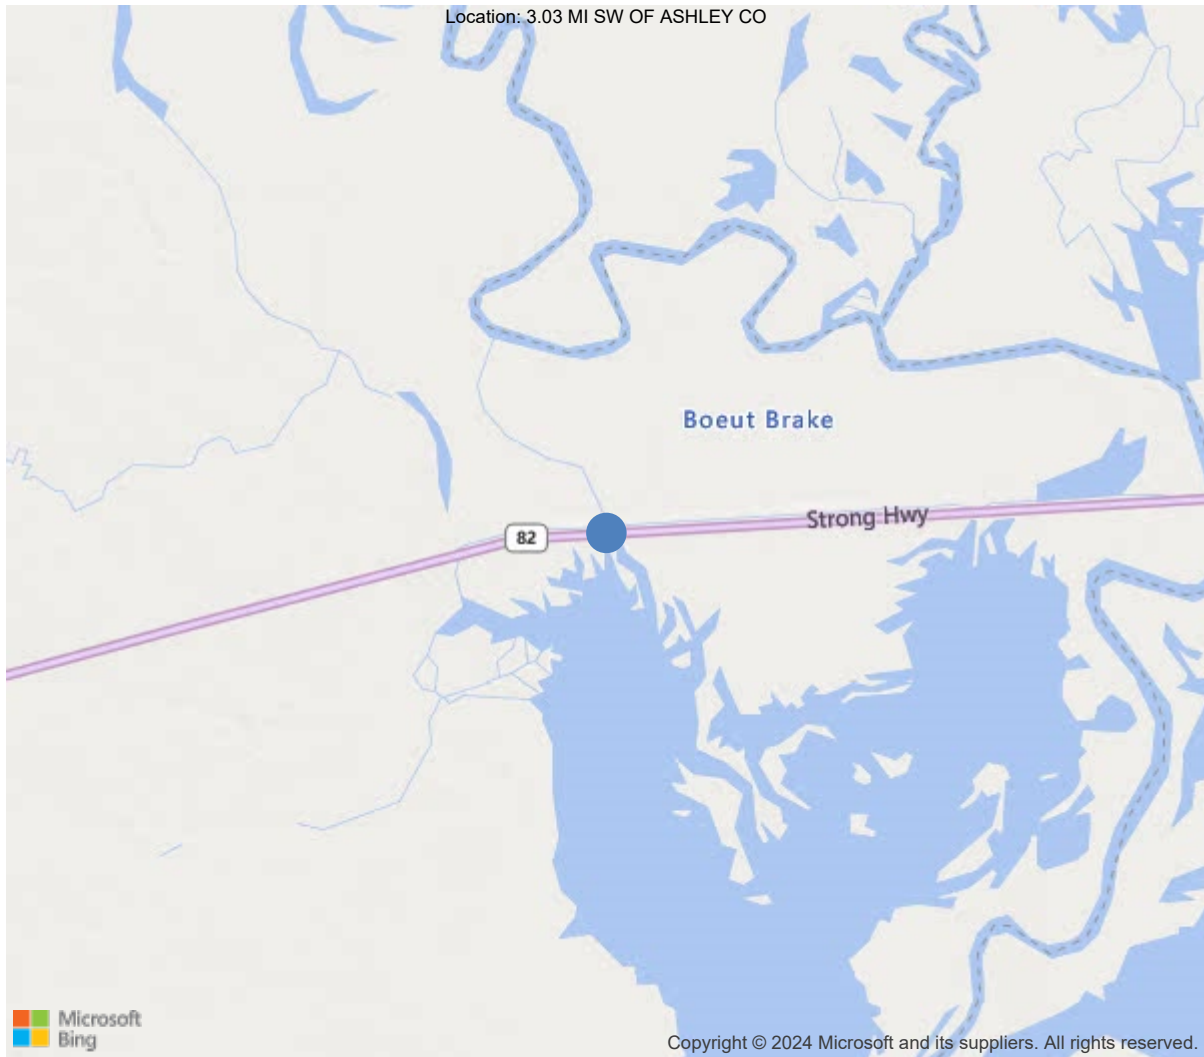 Location: 3.03 MI SW OF ASHLEY CO
Boeut Brake
Strong Hwy
82
Microsoft
Bing
Copyright © 2024 Microsoft and its suppliers. All rights reserved.